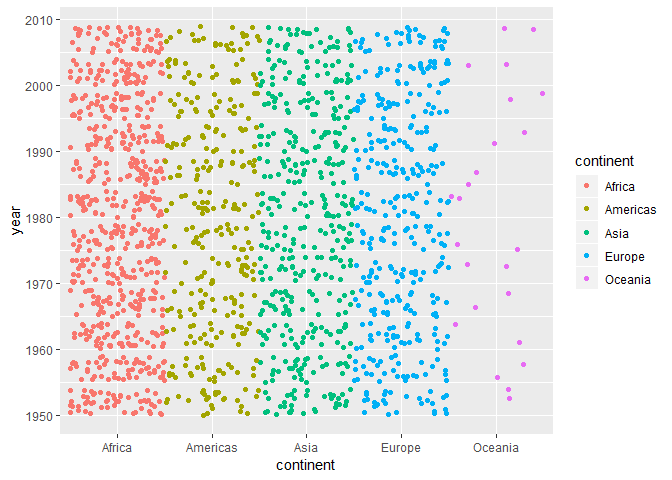 2010
2000
1990
1980
1970
1960
1950
year
Africa
Americas
Asia
Europe
Oceania
continent
continent
Africa
Americas
Asia
Europe
Oceania